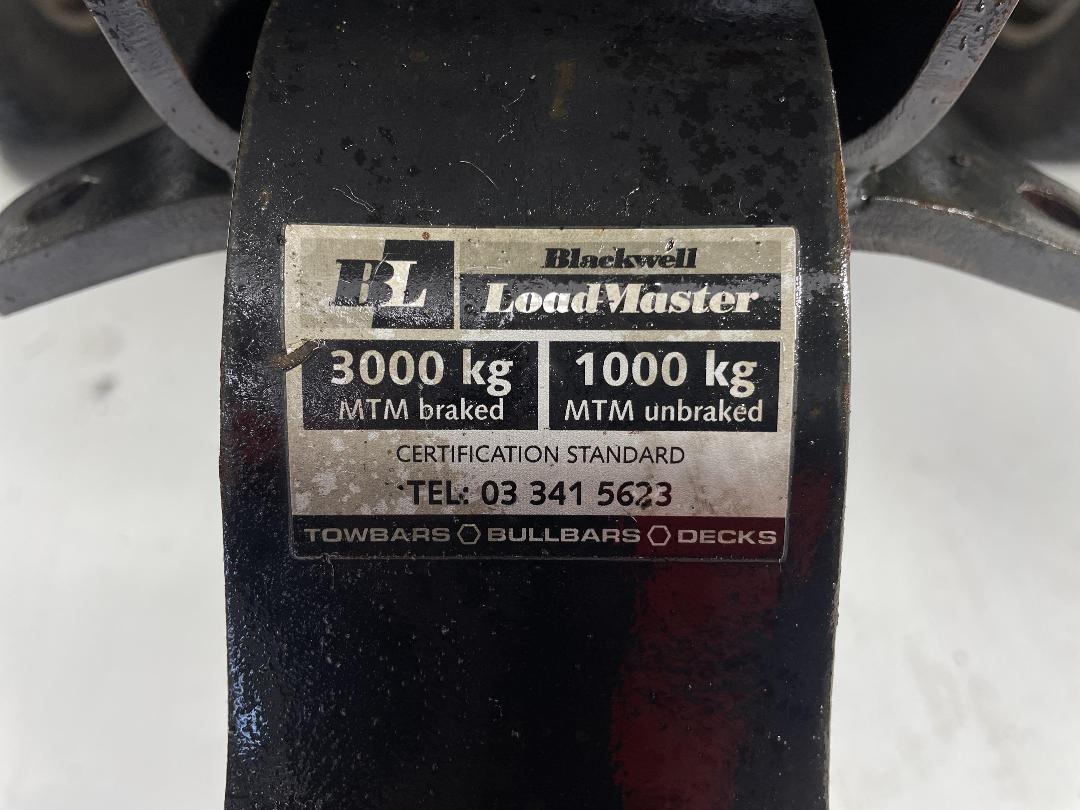 BL
Blackwell
LoadMaster
3000 kg
MTM braked
1000 kg
MTM unbraked
CERTIFICATION STANDARD
TEL: 03 341 5623
TOWBARS BULLBARS DECKS